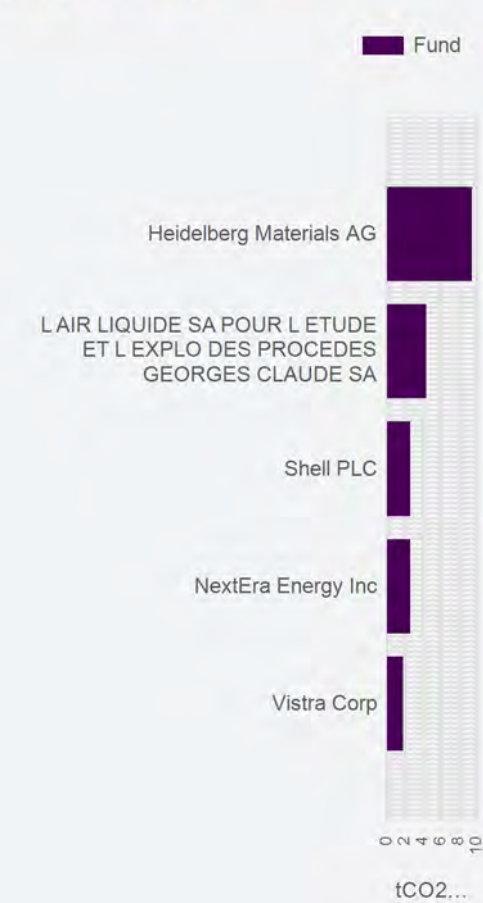 Fund
Heidelberg Materials AG
L AIR LIQUIDE SA POUR L ETUDE
ET L EXPLO DES PROCEDES
GEORGES CLAUDE SA
Shell PLC
NextEra Energy Inc
Vistra Corp
0 2 4 6 8 10
tCO2...